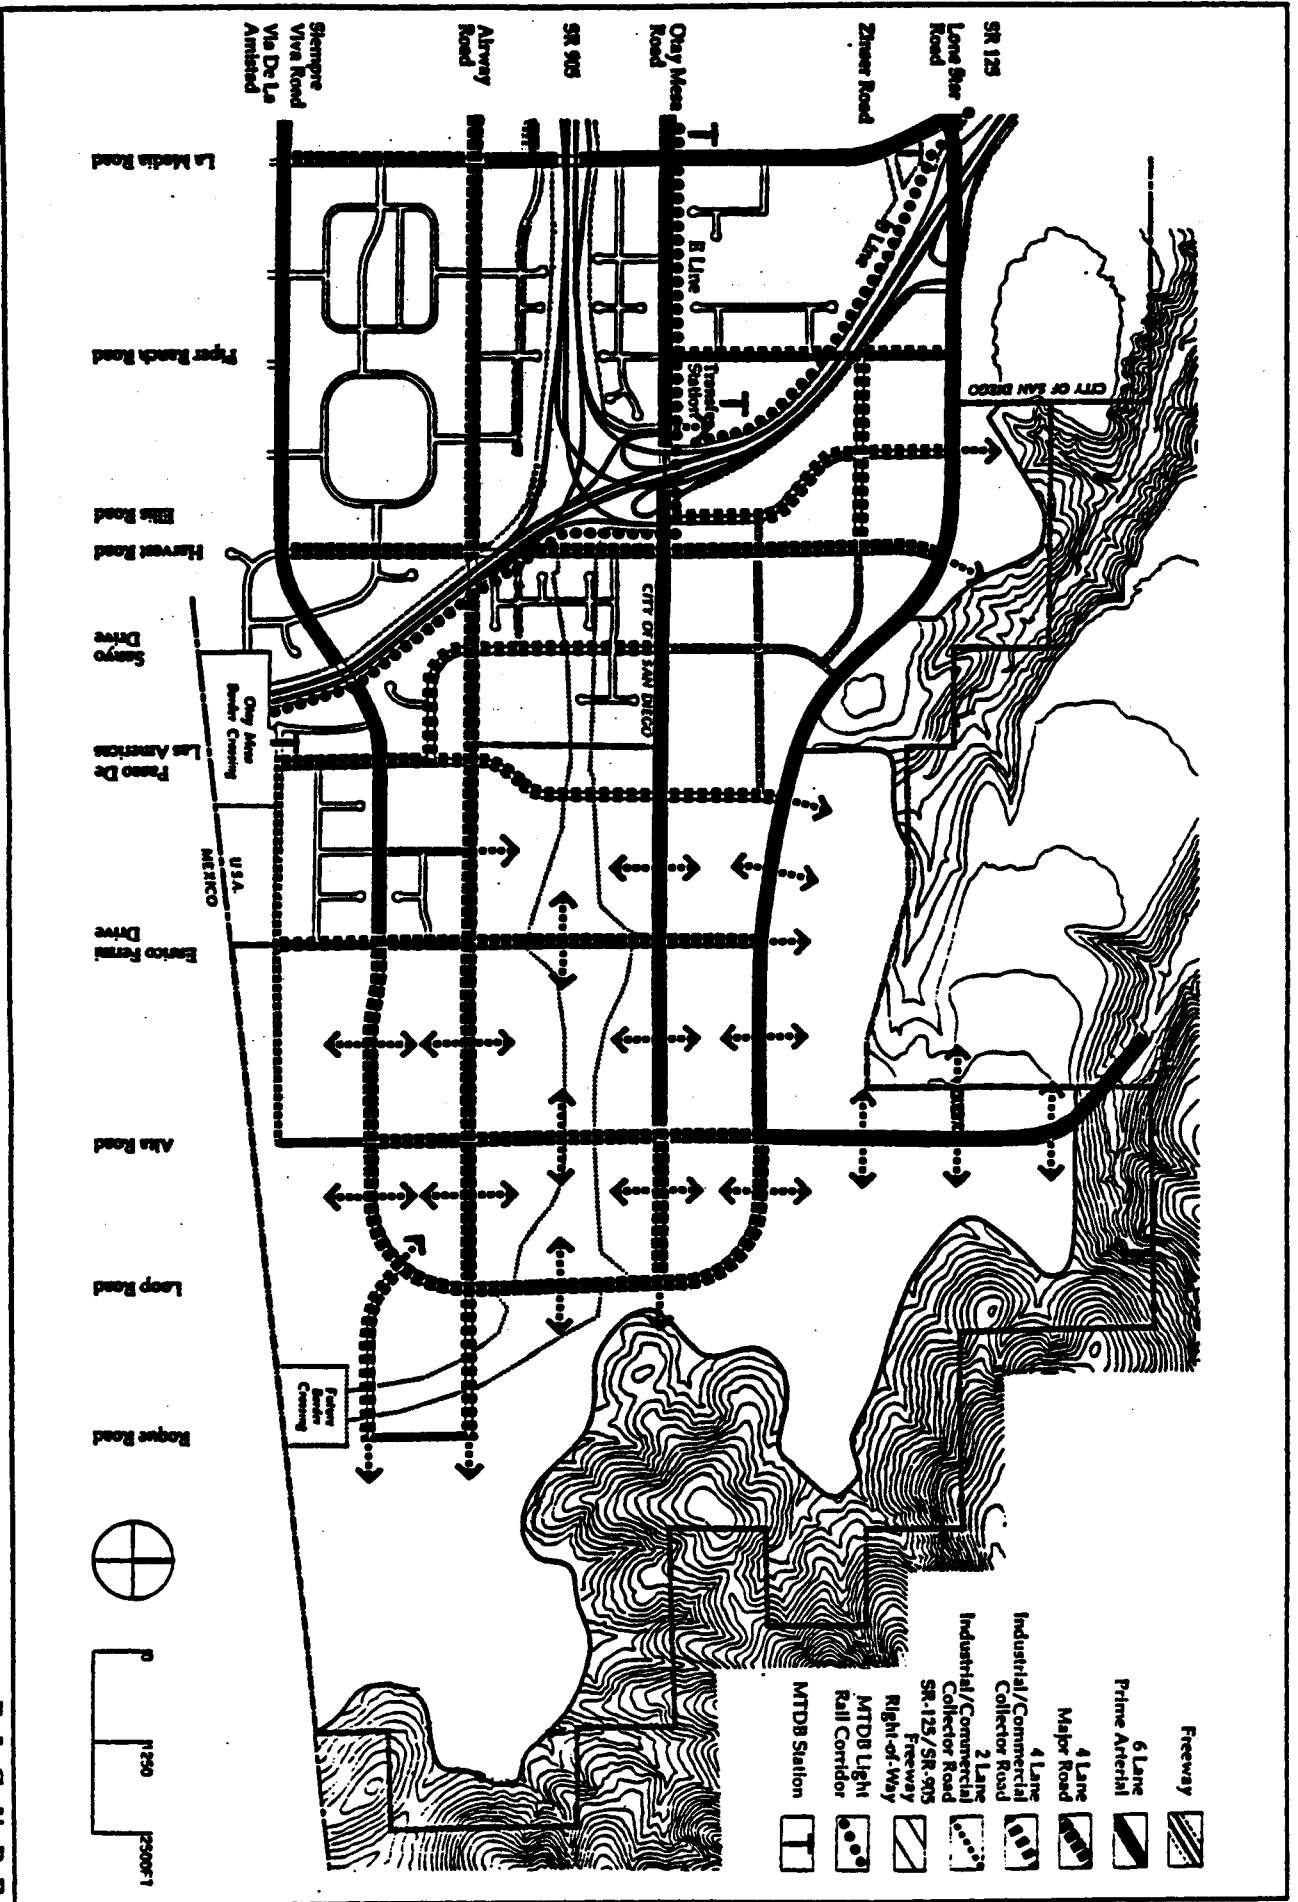 SR 125
Lone Star
Road
Zinser Road
Otay Mesa
Road
SR 905
Airway
Road
Siempre
Viva Road
Via De La
Amistad
La Media Road
Piper Ranch Road
Ellis Road
Harvest Road
Sanyo
Drive
Paseo De
Las Americas
Enrico Fermi
Drive
Alta Road
Loop Road
Roque Road
E Line
E Line
Transfer
Station
CITY OF SAN DIEGO
CITY OF SAN DIEGO
Otay Mesa
Border
Crossing
U.S.A.
MEXICO
Future
Border
Crossing
Freeway
6 Lane
Prime Arterial
4 Lane
Major Road
4 Lane
Industrial/Commercial
Collector Road
2 Lane
Industrial/Commercial
Collector Road
SR-125/SR-905
Freeway
Right-of-Way
MTDB Light
Rail Corridor
MTDB Station
0
1250
2500FT